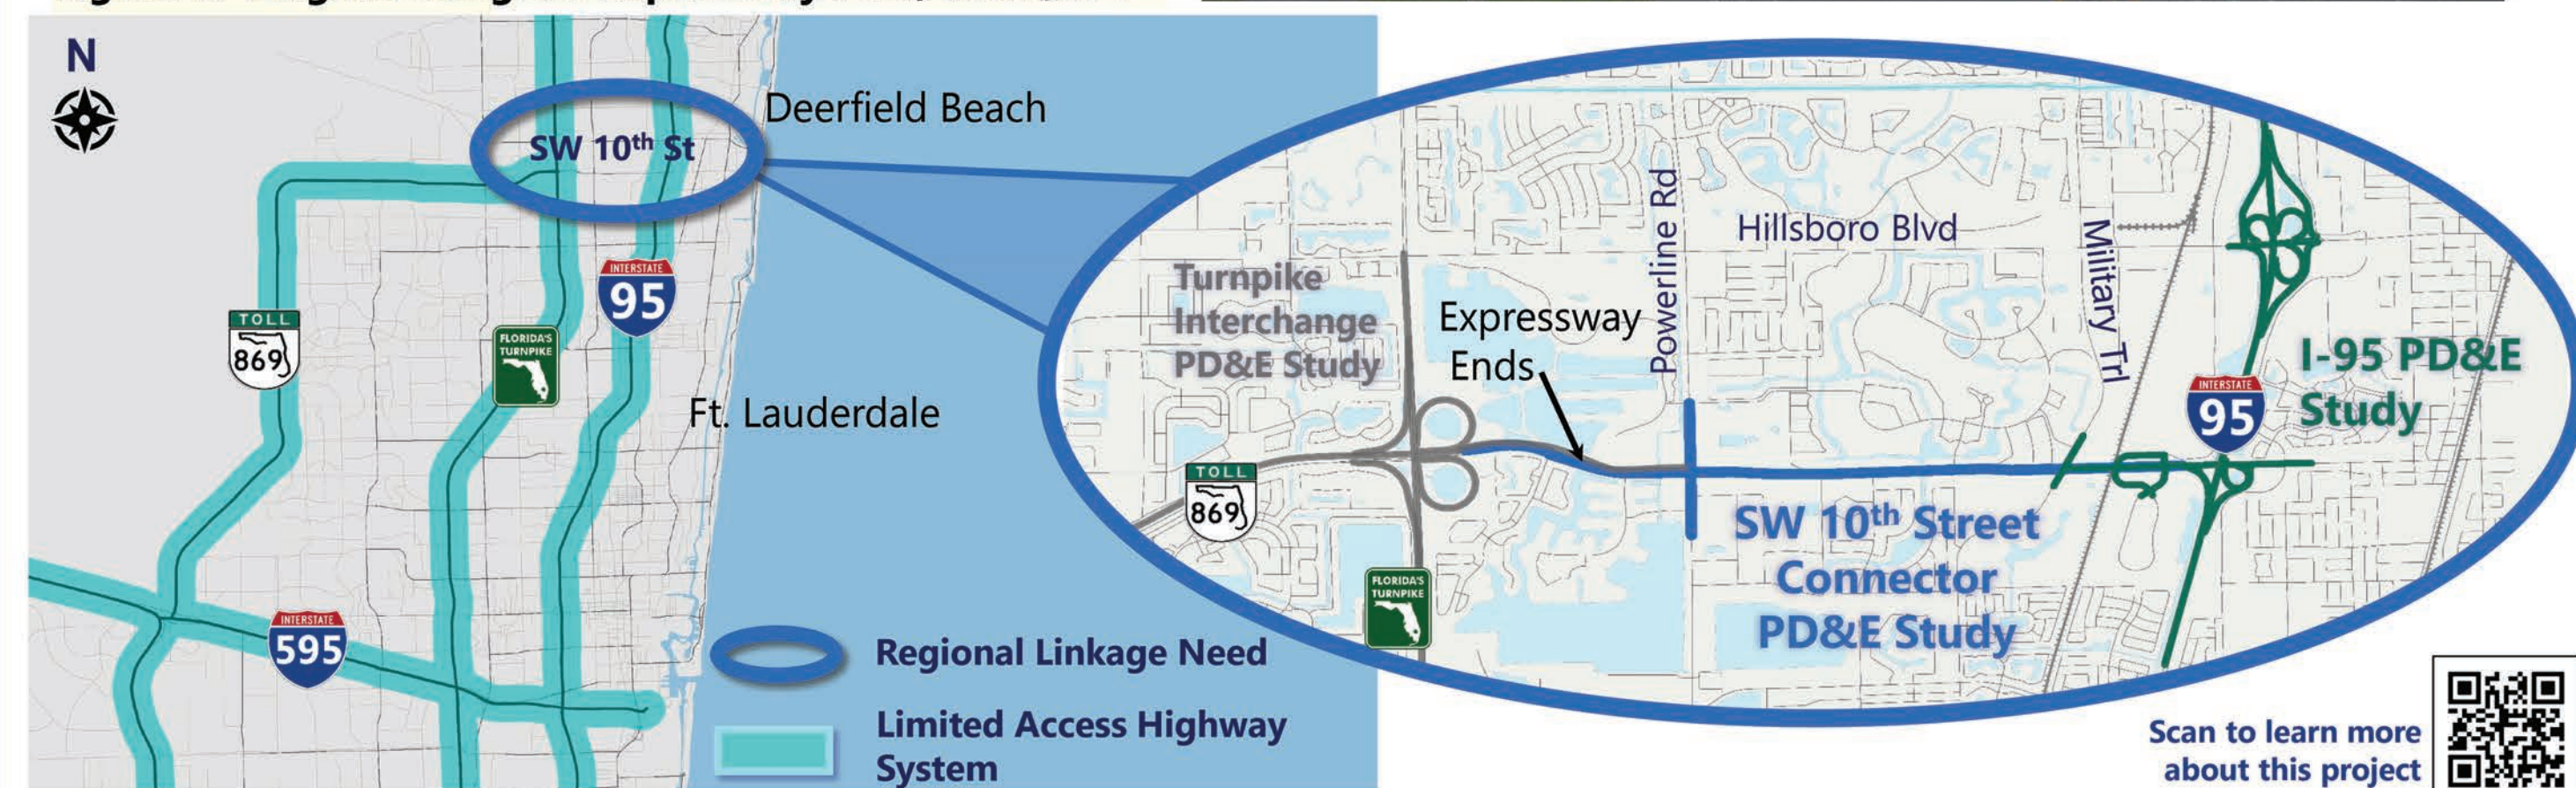 N
Deerfield Beach
SW 10th St
INTERSTATE
95
TOLL
869
FLORIDA'S
TURNPIKE
Ft. Lauderdale
INTERSTATE
595
Regional Linkage Need
Limited Access Highway
System
Powerline Rd
Hillsboro Blvd
Military Trl
Turnpike
Interchange
PD&E Study
Expressway
Ends
I-95 PD&E
Study
INTERSTATE
95
TOLL
869
SW 10th Street
Connector
PD&E Study
FLORIDA'S
TURNPIKE
Scan to learn more
about this project